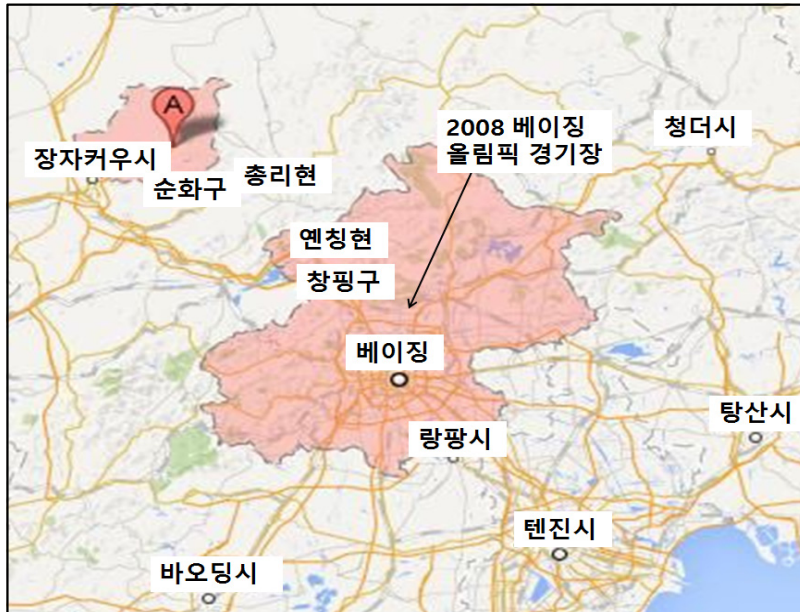 A
2008 베이징
올림픽 경기장
청더시
장자커우시
총리현
순화구
옌칭현
창핑구
베이징
탕산시
랑팡시
텐진시
바오딩시